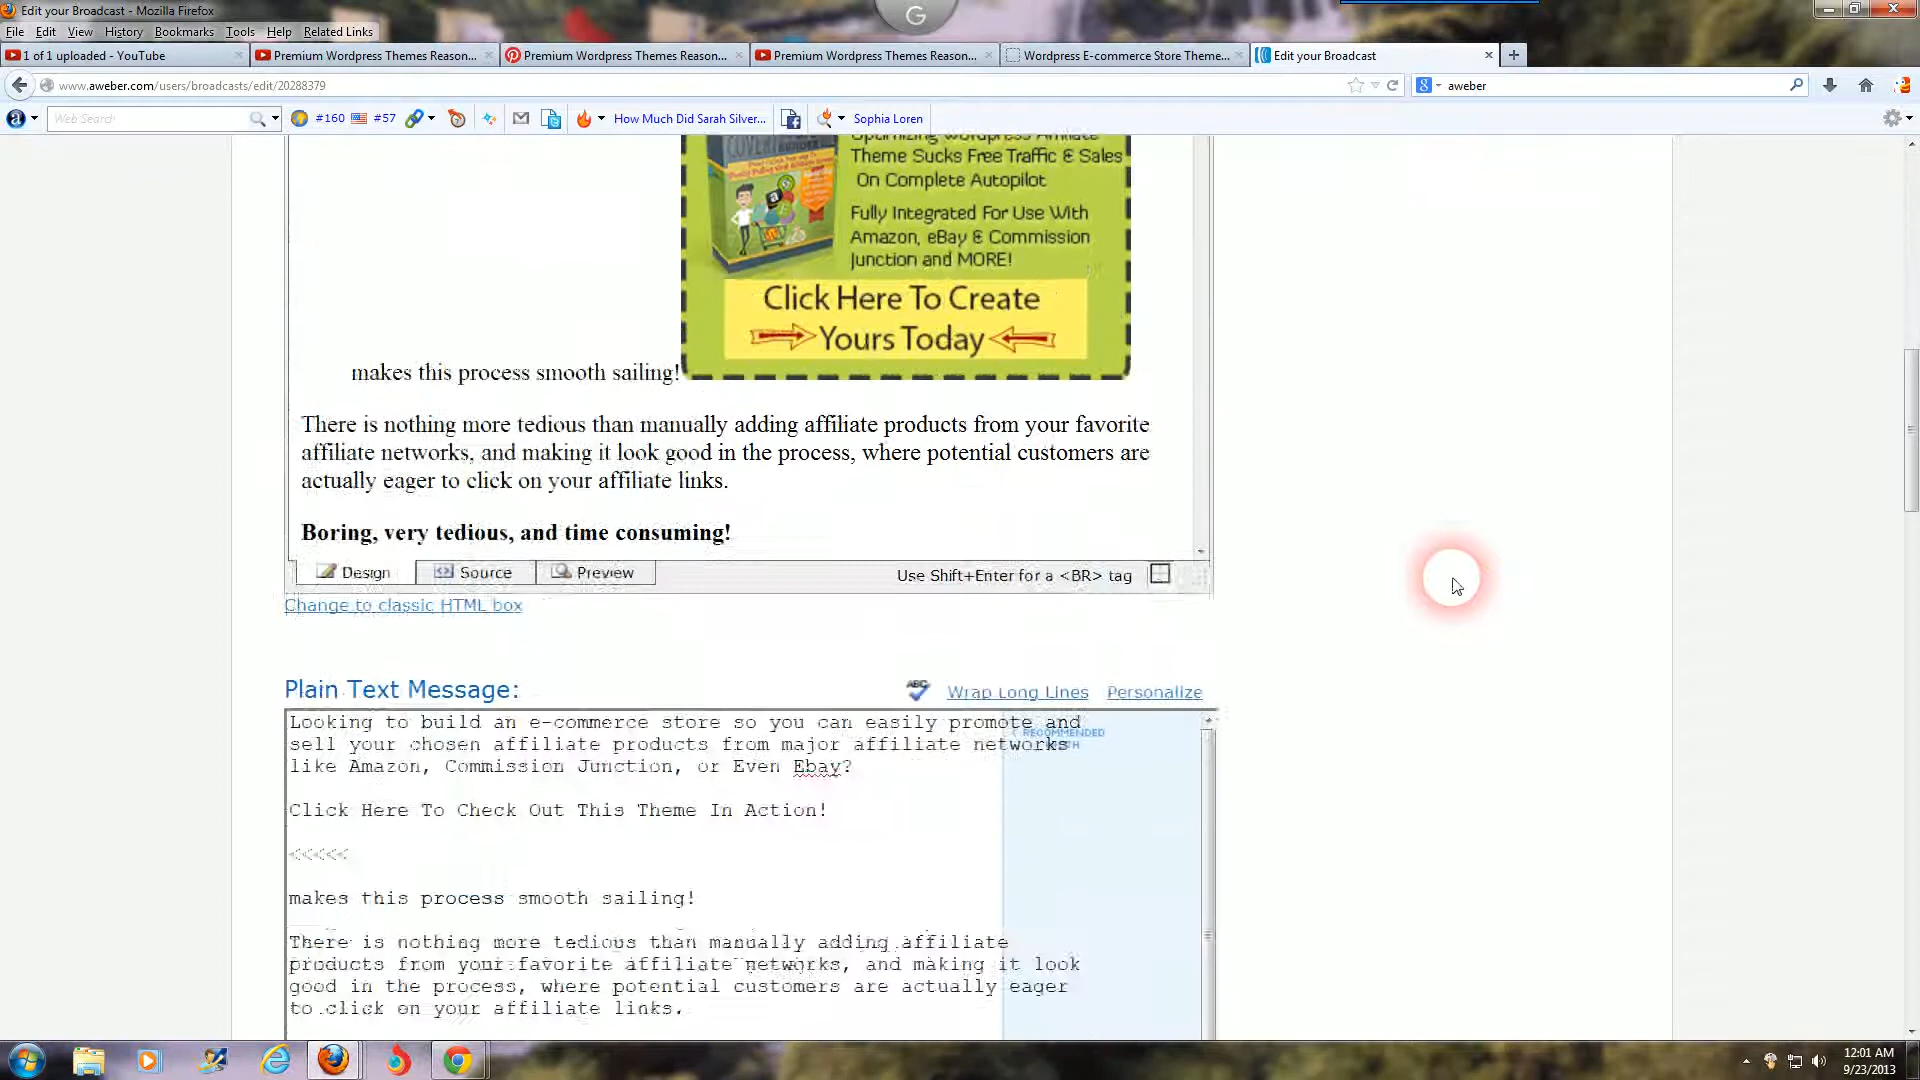 Edit your Broadcast - Mozilla Firefox
G
File Edit View History Bookmarks Tools Help Related Links
1 of 1 uploaded - YouTube
Premium Wordpress Themes Reason...
Premium Wordpress Themes Reason...
Premium Wordpress Themes Reason...
Wordpress E-commerce Store Theme...
Edit your Broadcast
www.aweber.com/users/broadcasts/edit/20288379
aweber
Web Search
#160 #57
How Much Did Sarah Silver...
Sophia Loren
Optimizing Wordpress Affiliate
Theme Sucks Free Traffic & Sales
On Complete Autopilot
Fully Integrated For Use With
Amazon, eBay & Commission
Junction and MORE!
Click Here To Create
Yours Today
makes this process smooth sailing!
There is nothing more tedious than manually adding affiliate products from your favorite
affiliate networks, and making it look good in the process, where potential customers are
actually eager to click on your affiliate links.
Boring, very tedious, and time consuming!
Design Source Preview
Use Shift+Enter for a <BR> tag
Change to classic HTML box
Plain Text Message:
ABC
Wrap Long Lines Personalize
Looking to build an e-commerce store so you can easily promote and
RECOMMENDED
sell your chosen affiliate products from major affiliate networks
like Amazon, Commission Junction, or Even Ebay?
Click Here To Check Out This Theme In Action!
<<<<<
makes this process smooth sailing!
There is nothing more tedious than manually adding affiliate
products from your favorite affiliate networks, and making it look
good in the process, where potential customers are actually eager
to click on your affiliate links.
12:01 AM
9/23/2013